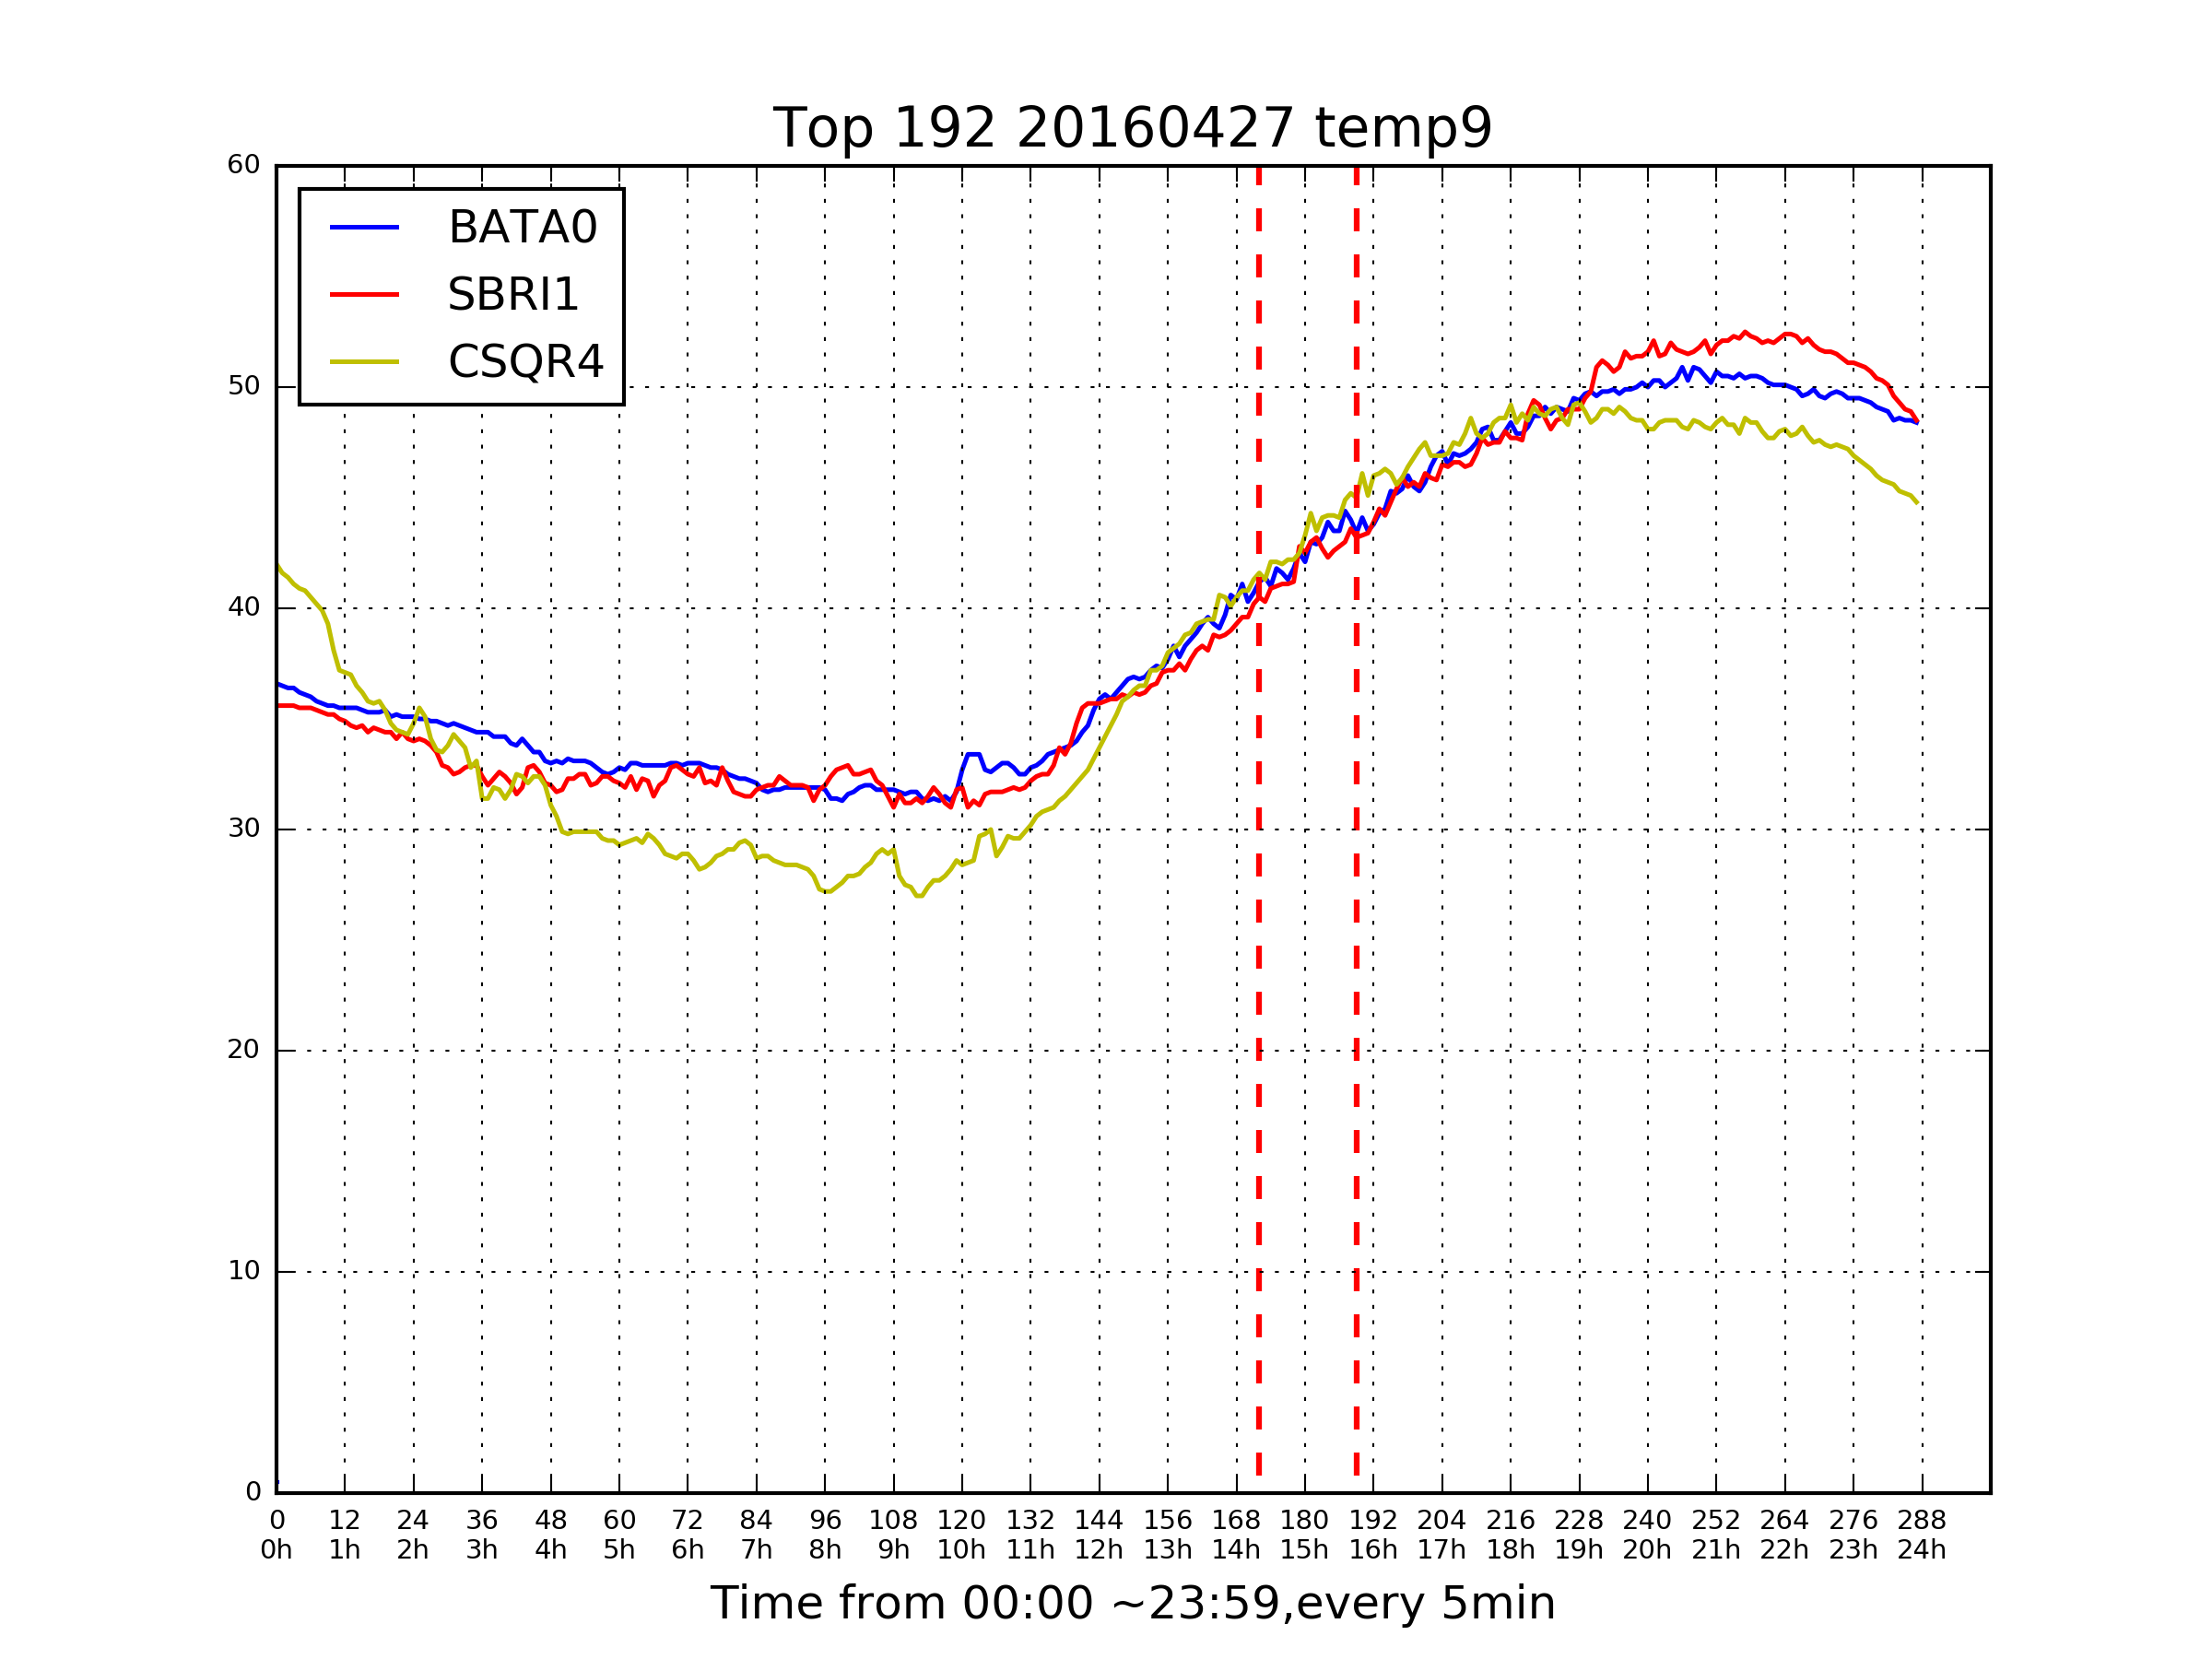 Top 192 20160427 temp9
60
50
40
30
20
10
0
BATA0
SBRI1
CSQR4
0 12 24 36 48 60 72 84 96 108 120 132 144 156 168 180 192 204 216 228 240 252 264 276 288
0h 1h 2h 3h 4h 5h 6h 7h 8h 9h 10h 11h 12h 13h 14h 15h 16h 17h 18h 19h 20h 21h 22h 23h 24h
Time from 00:00 ~23:59,every 5min